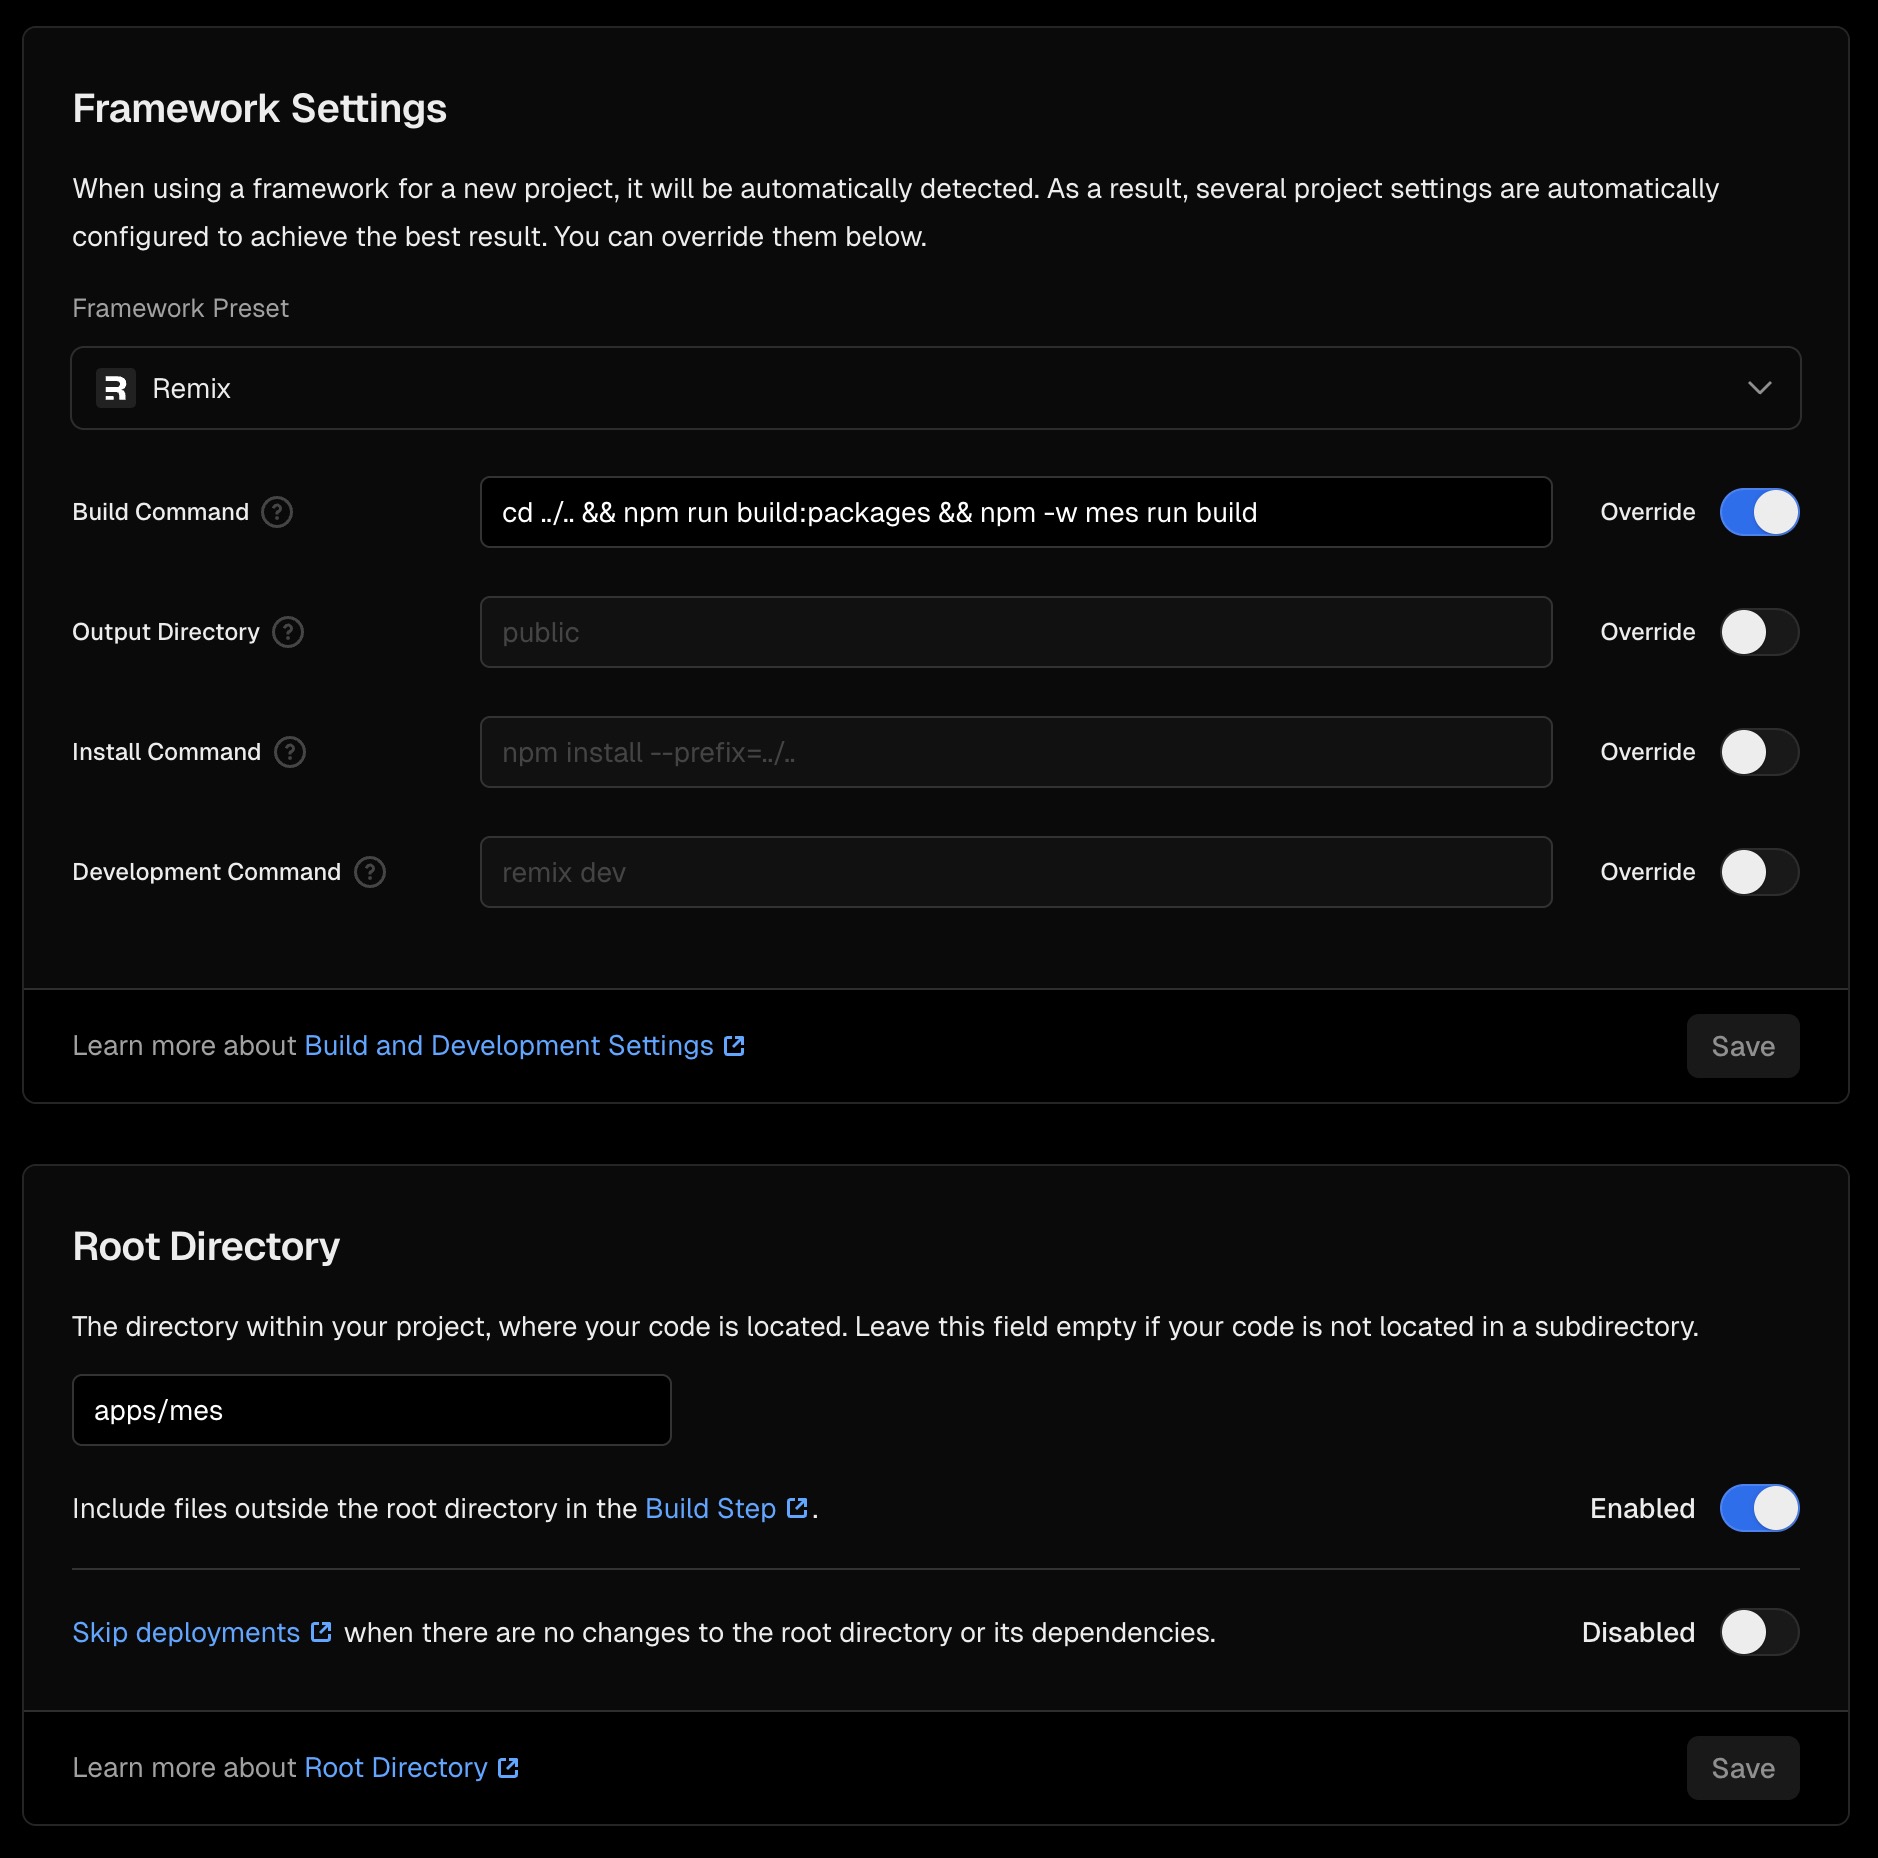 Framework Settings
When using a framework for a new project, it will be automatically detected. As a result, several project settings are automatically
configured to achieve the best result. You can override them below.
Framework Preset
Remix
Build Command
cd ../.. && npm run build:packages && npm -w mes run build
Override
Output Directory
public
Override
Install Command
npm install --prefix=../..
Override
Development Command
remix dev
Override
Learn more about Build and Development Settings
Save
Root Directory
The directory within your project, where your code is located. Leave this field empty if your code is not located in a subdirectory.
apps/mes
Include files outside the root directory in the Build Step.
Enabled
Skip deployments when there are no changes to the root directory or its dependencies.
Disabled
Learn more about Root Directory
Save